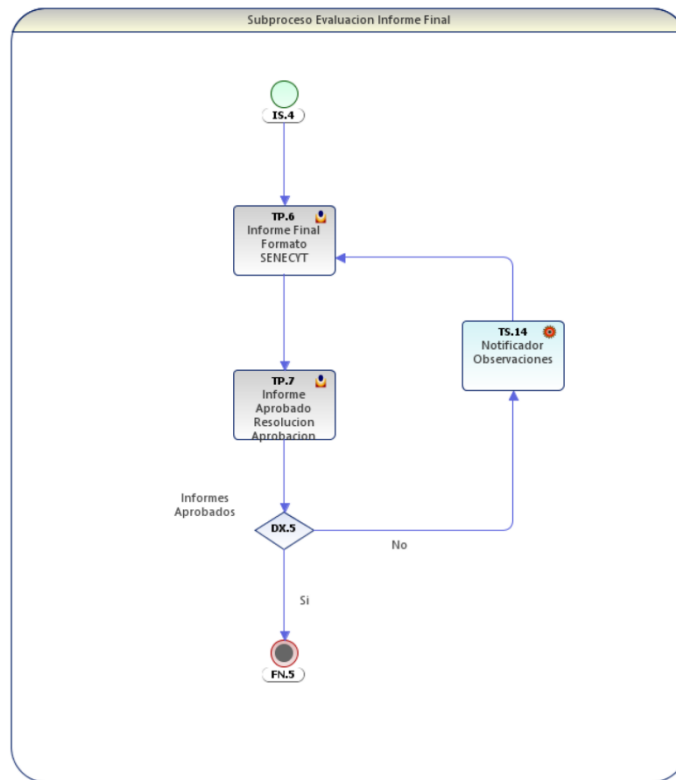 Subproceso Evaluacion Informe Final
IS.4
TP.6
Informe Final
Formato
SENECYT
TS.14
Notificador
Observaciones
TP.7
Informe
Aprobado
Resolucion
Aprobacion
Informes
Aprobados
DX.5
No
Si
FN.5